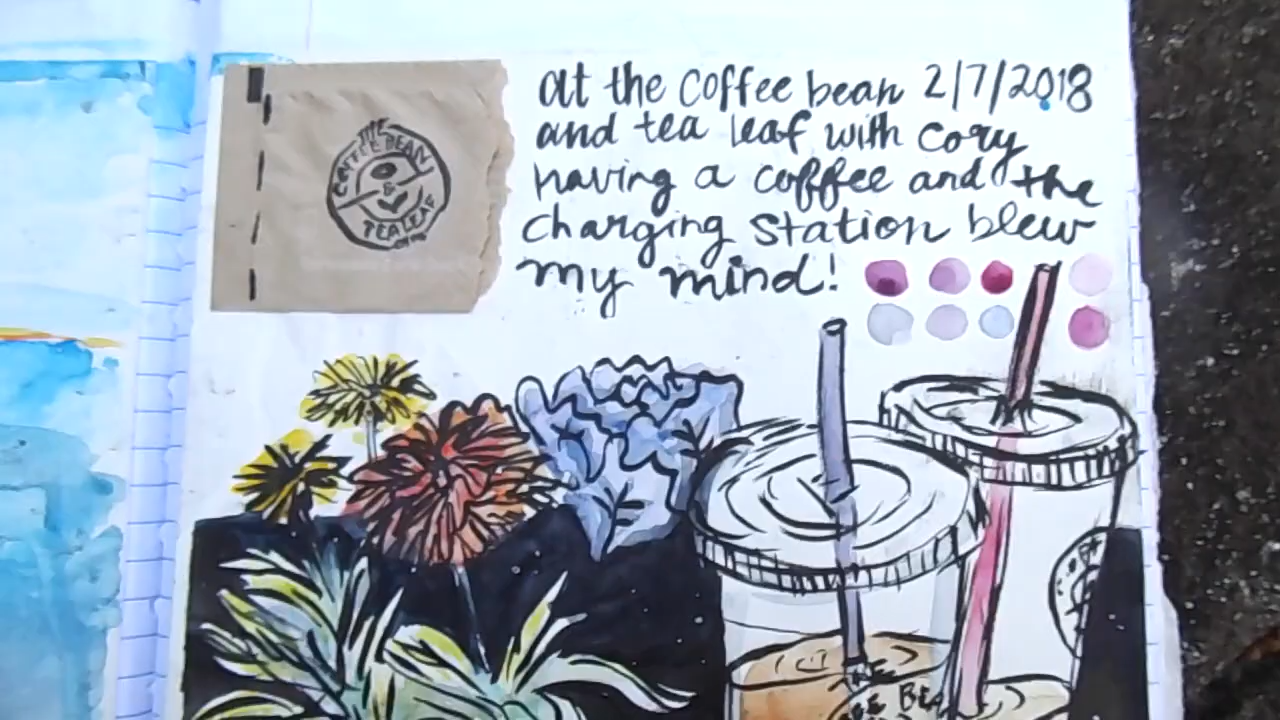 THE
COFFEE BEAN
&
TEA LEAF
at the coffee bean 2/7/2018
and tea leaf with cory
having a coffee and the
charging station blew
my mind!